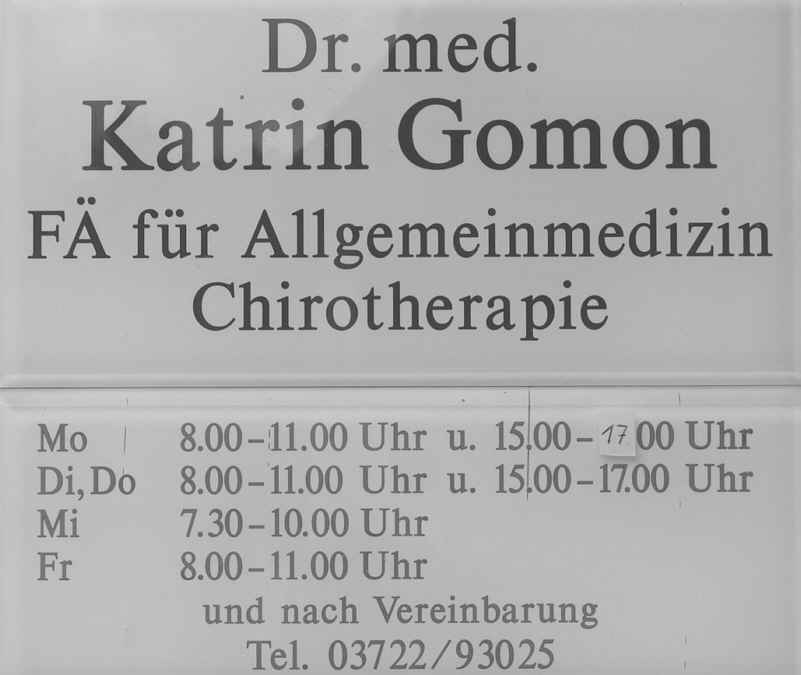 Dr. med.
Katrin Gomon
FÄ für Allgemeinmedizin
Chirotherapie
Mo 8.00-11.00 Uhr u. 15.00-17.00 Uhr
Di, Do 8.00-11.00 Uhr u. 15.00-17.00 Uhr
Mi 7.30-10.00 Uhr
Fr 8.00-11.00 Uhr
und nach Vereinbarung
Tel. 03722/93025